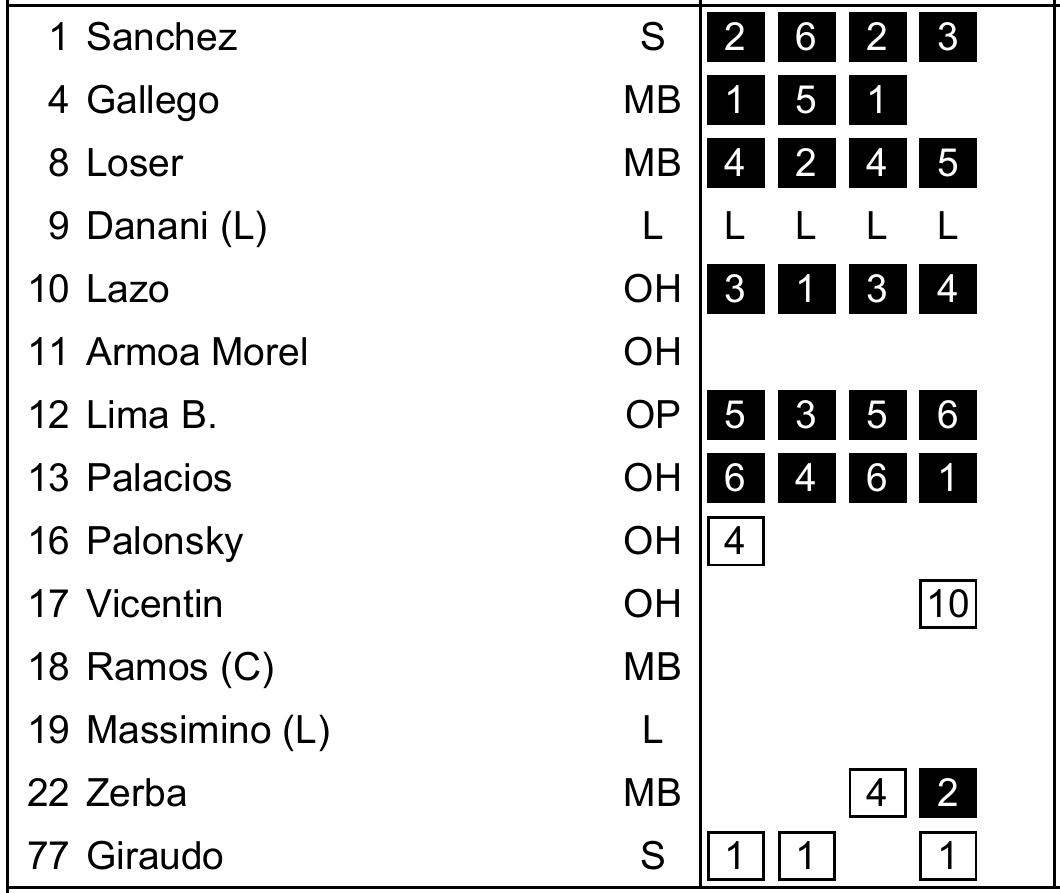 1 Sanchez S 2 6 2 3
4 Gallego MB 1 5 1
8 Loser MB 4 2 4 5
9 Danani (L) L L L L L
10 Lazo OH 3 1 3 4
11 Armoa Morel OH
12 Lima B. OP 5 3 5 6
13 Palacios OH 6 4 6 1
16 Palonsky OH 4
17 Vicentin OH 10
18 Ramos (C) MB
19 Massimino (L) L
22 Zerba MB 4 2
77 Giraudo S 1 1 1